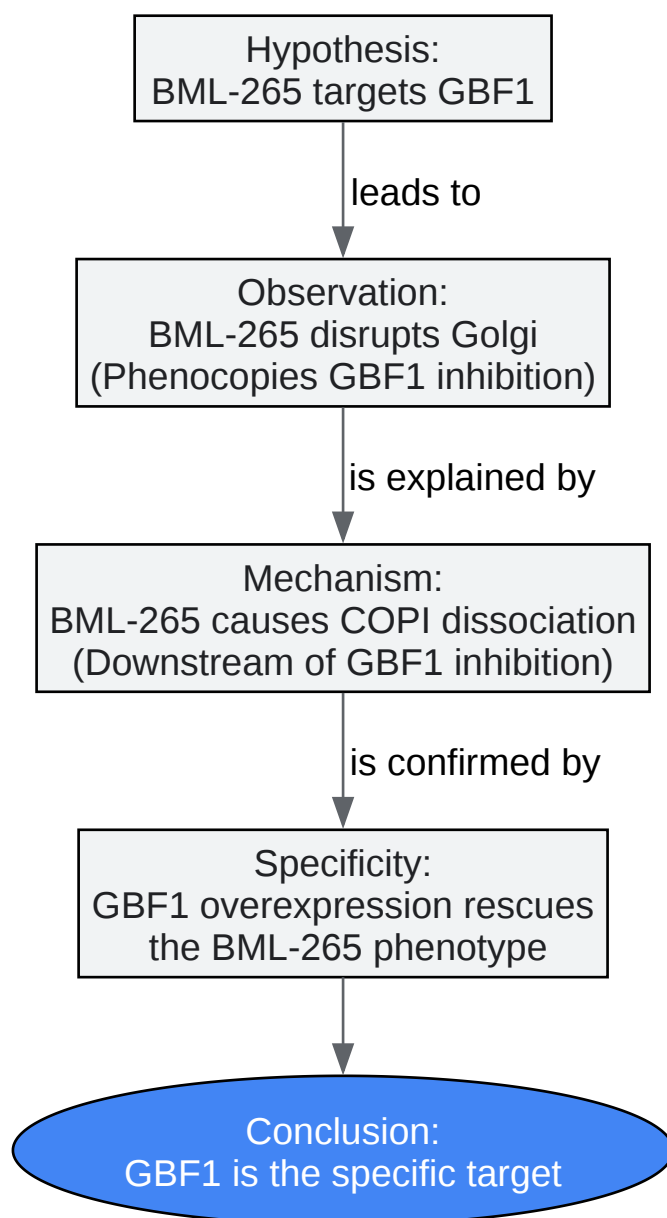 Hypothesis:
BML-265 targets GBF1
leads to
Observation:
BML-265 disrupts Golgi
(Phenocopies GBF1 inhibition)
is explained by
Mechanism:
BML-265 causes COPI dissociation
(Downstream of GBF1 inhibition)
is confirmed by
Specificity:
GBF1 overexpression rescues
the BML-265 phenotype
Conclusion:
GBF1 is the specific target